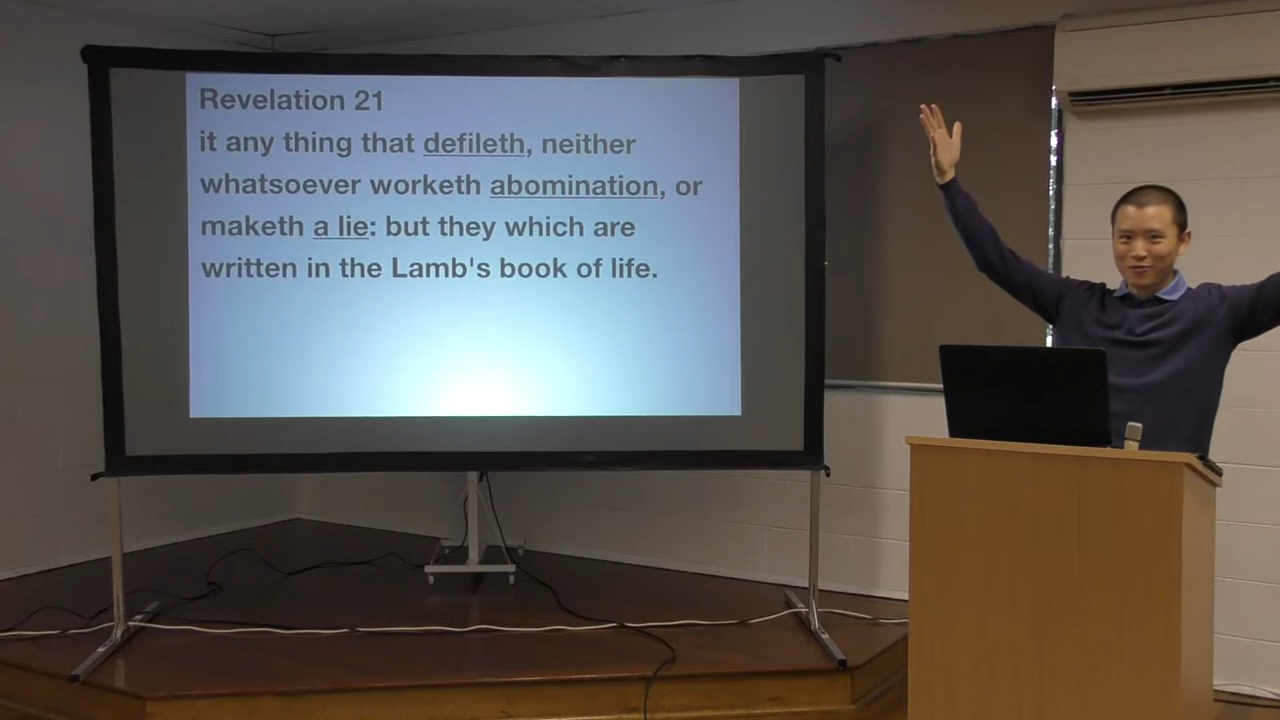 Revelation 21
it any thing that defileth, neither
whatsoever worketh abomination, or
maketh a lie: but they which are
written in the Lamb's book of life.